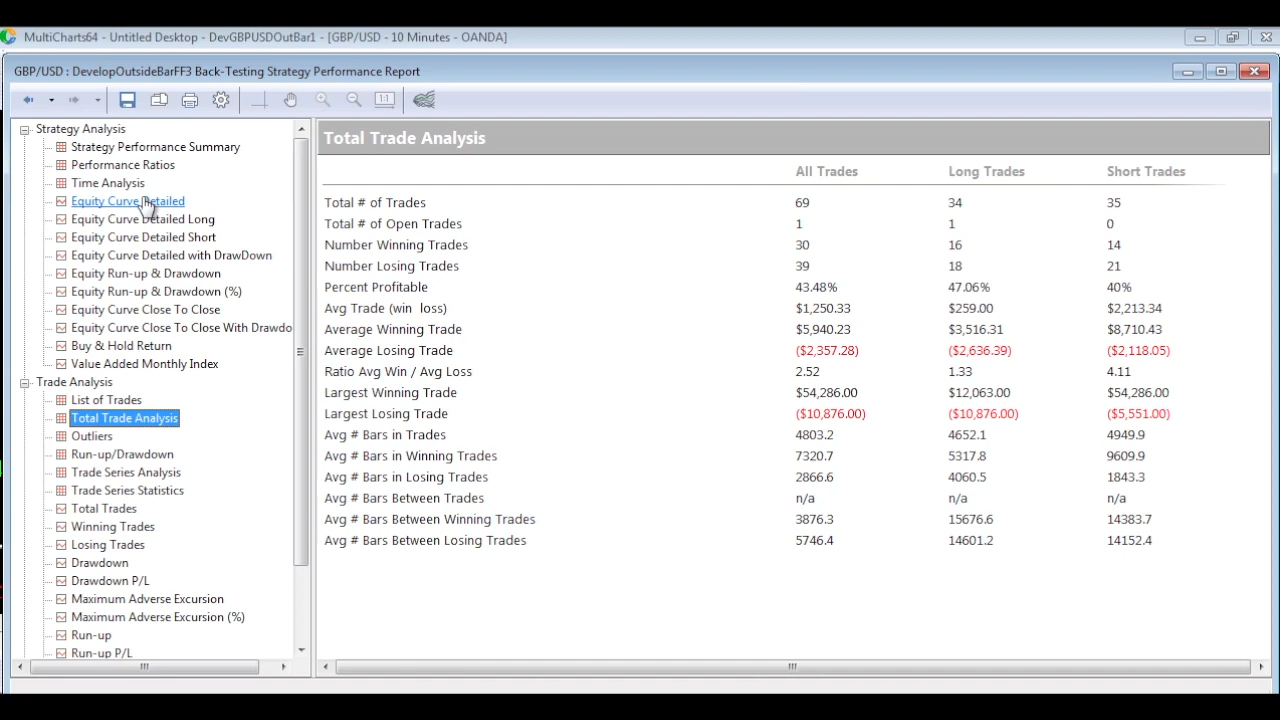 MultiCharts64 - Untitled Desktop - DevGBPUSDOutBar1 - [GBP/USD - 10 Minutes - OANDA]
GBP/USD : DevelopOutsideBarFF3 Back-Testing Strategy Performance Report
1:1
Strategy Analysis
Strategy Performance Summary
Performance Ratios
Time Analysis
Equity Curve Detailed
Equity Curve Detailed Long
Equity Curve Detailed Short
Equity Curve Detailed with DrawDown
Equity Run-up & Drawdown
Equity Run-up & Drawdown (%)
Equity Curve Close To Close
Equity Curve Close To Close With Drawdo
Buy & Hold Return
Value Added Monthly Index
Trade Analysis
List of Trades
Total Trade Analysis
Outliers
Run-up/Drawdown
Trade Series Analysis
Trade Series Statistics
Total Trades
Winning Trades
Losing Trades
Drawdown
Drawdown P/L
Maximum Adverse Excursion
Maximum Adverse Excursion (%)
Run-up
Run-up P/L
Total Trade Analysis
All Trades Long Trades Short Trades
Total # of Trades 69 34 35
Total # of Open Trades 1 1 0
Number Winning Trades 30 16 14
Number Losing Trades 39 18 21
Percent Profitable 43.48% 47.06% 40%
Avg Trade (win loss) $1,250.33 $259.00 $2,213.34
Average Winning Trade $5,940.23 $3,516.31 $8,710.43
Average Losing Trade ($2,357.28) ($2,636.39) ($2,118.05)
Ratio Avg Win / Avg Loss 2.52 1.33 4.11
Largest Winning Trade $54,286.00 $12,063.00 $54,286.00
Largest Losing Trade ($10,876.00) ($10,876.00) ($5,551.00)
Avg # Bars in Trades 4803.2 4652.1 4949.9
Avg # Bars in Winning Trades 7320.7 5317.8 9609.9
Avg # Bars in Losing Trades 2866.6 4060.5 1843.3
Avg # Bars Between Trades n/a n/a n/a
Avg # Bars Between Winning Trades 3876.3 15676.6 14383.7
Avg # Bars Between Losing Trades 5746.4 14601.2 14152.4